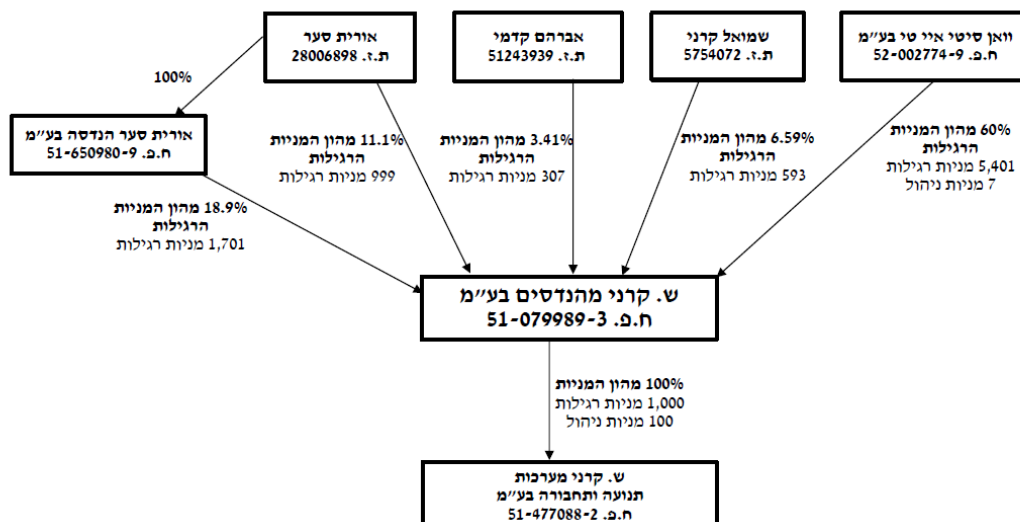 וואן סיטי איי טי בע"מ
ח.פ. 52-002774-9
שמואל קרני
ת.ז. 5754072
אברהם קדמי
ת.ז. 51243939
אורית סער
ת.ז. 28006898
100%
אורית סער הנדסה בע"מ
ח.פ. 51-650980-9
60% מהון המניות
הרגילות
5,401 מניות רגילות
7 מניות ניהול
6.59% מהון המניות
הרגילות
593 מניות רגילות
3.41% מהון המניות
הרגילות
307 מניות רגילות
11.1% מהון המניות
הרגילות
999 מניות רגילות
18.9% מהון המניות
הרגילות
1,701 מניות רגילות
ש. קרני מהנדסים בע"מ
ח.פ. 51-079989-3
100% מהון המניות
1,000 מניות רגילות
100 מניות ניהול
ש. קרני מערכות
תנועה ותחבורה בע"מ
ח.פ. 51-477088-2